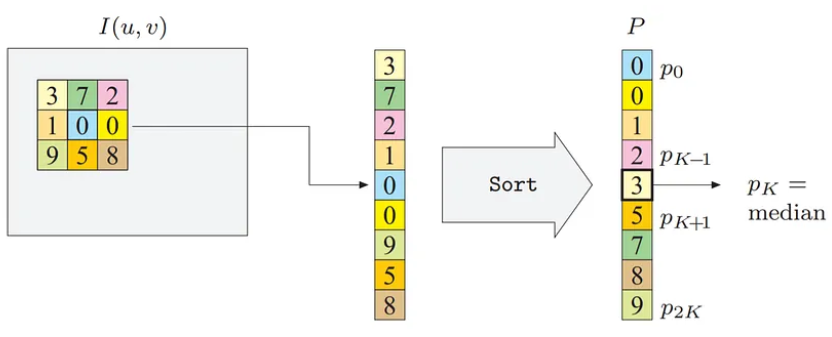 I(u, v)
3 7 2
1 0 0
9 5 8
3
7
2
1
0
0
9
5
8
Sort
P
0 p0
0
1
2 pK−1
3 pK =
median
5 pK+1
7
8
9 p2K